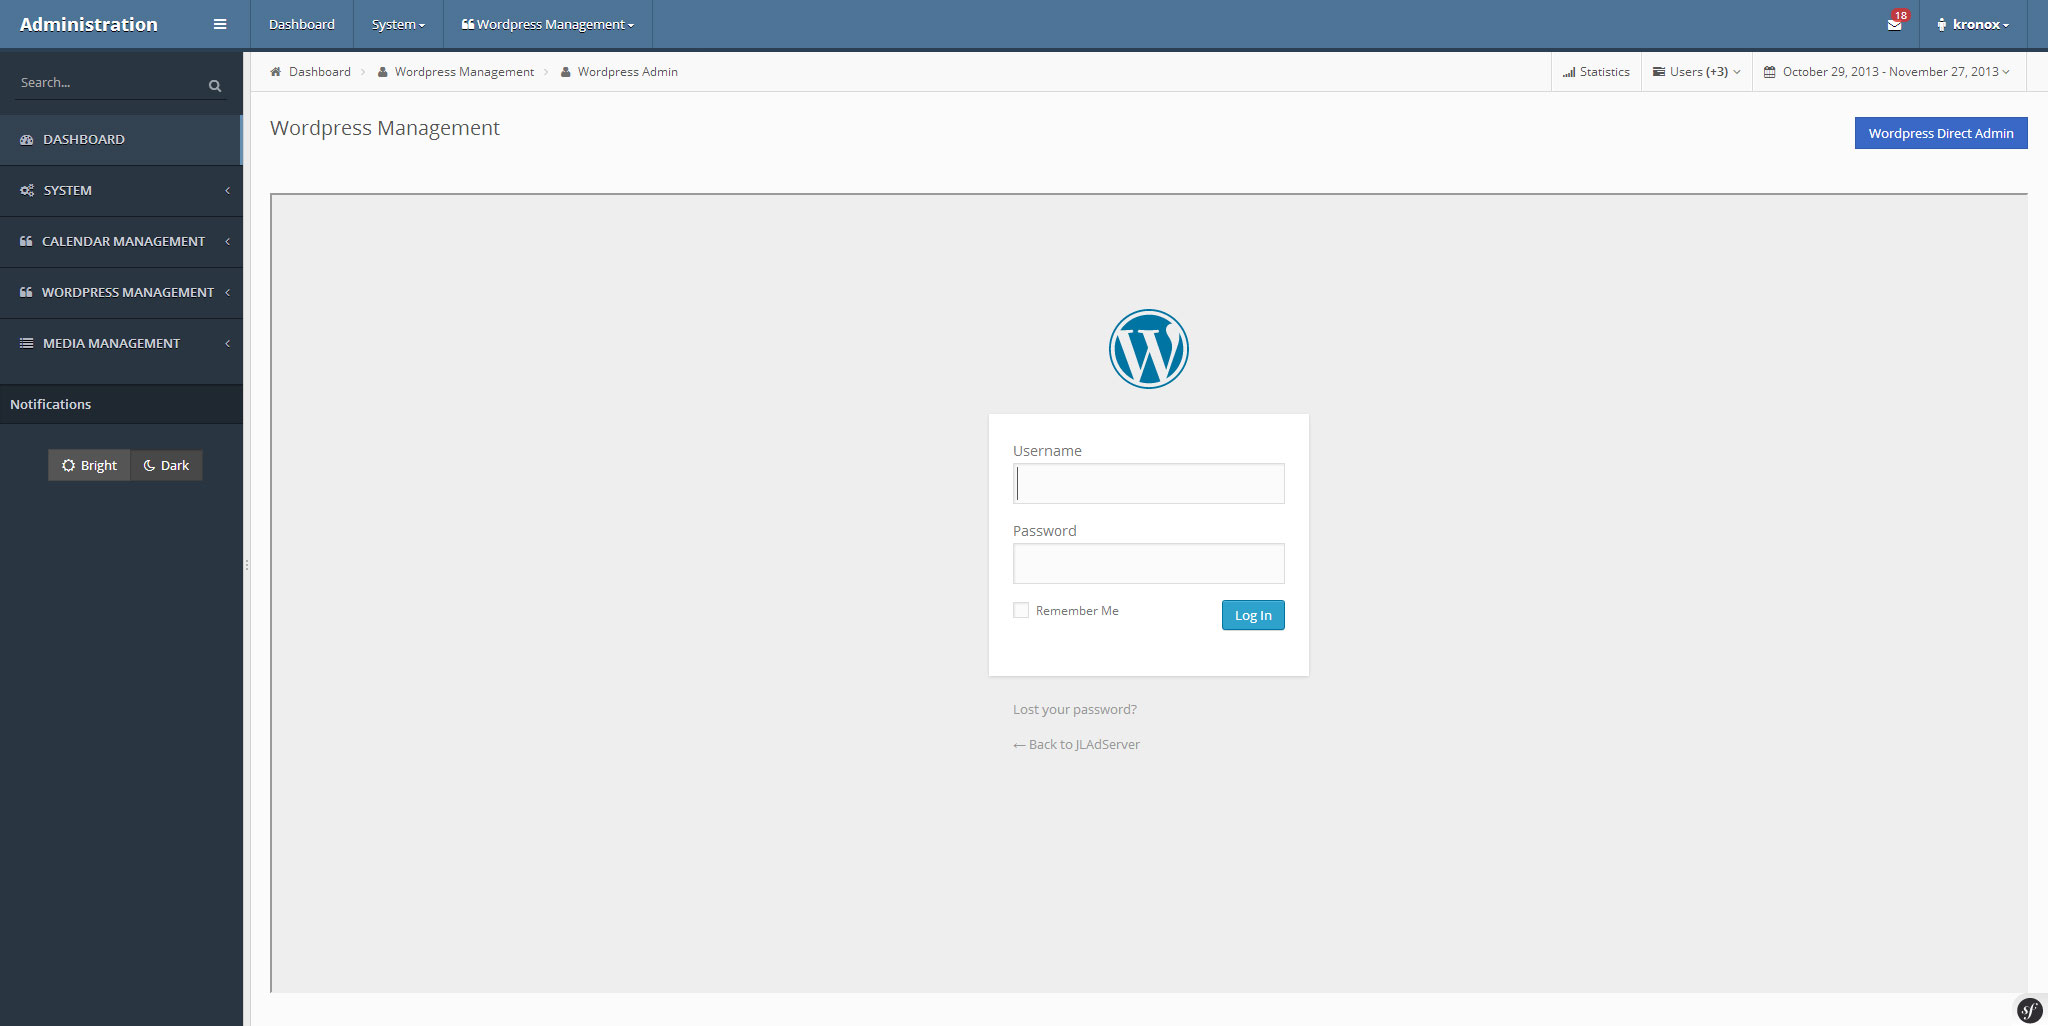 Administration
Dashboard
System
Wordpress Management
18
kronox
Search...
Dashboard
Wordpress Management
Wordpress Admin
Statistics
Users (+3)
October 29, 2013 - November 27, 2013
Wordpress Management
Wordpress Direct Admin
DASHBOARD
SYSTEM
CALENDAR MANAGEMENT
WORDPRESS MANAGEMENT
MEDIA MANAGEMENT
Notifications
Bright
Dark
Username
Password
Remember Me
Log In
Lost your password?
← Back to JLAdServer
sf